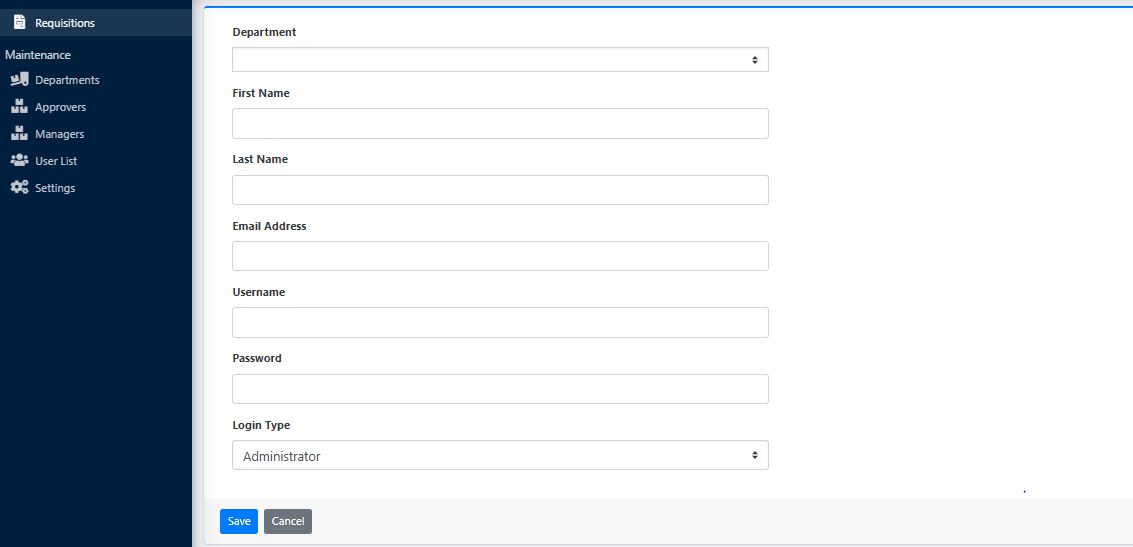 Requisitions
Maintenance
Departments
Approvers
Managers
User List
Settings
Department
First Name
Last Name
Email Address
Username
Password
Login Type
Administrator
Save Cancel